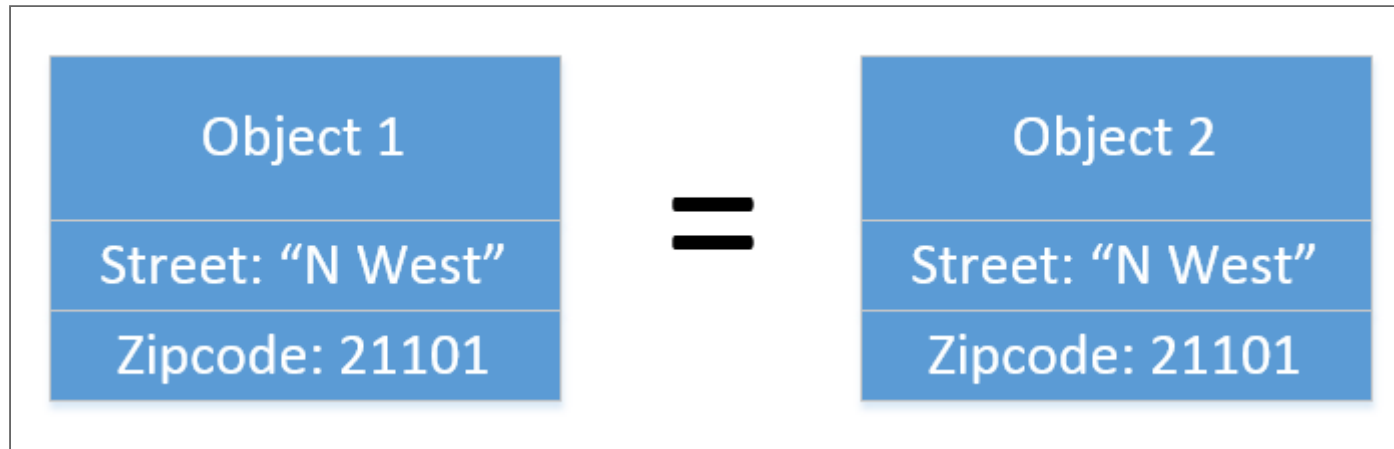 Object 1
Street: “N West”
Zipcode: 21101
=
Object 2
Street: “N West”
Zipcode: 21101